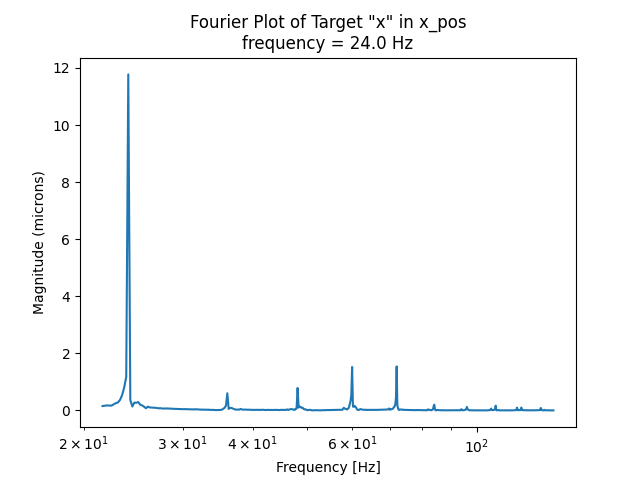 Fourier Plot of Target "x" in x_pos
frequency = 24.0 Hz
Magnitude (microns)
12
10
8
6
4
2
0
2 × 10¹
3 × 10¹
4 × 10¹
6 × 10¹
10²
Frequency [Hz]